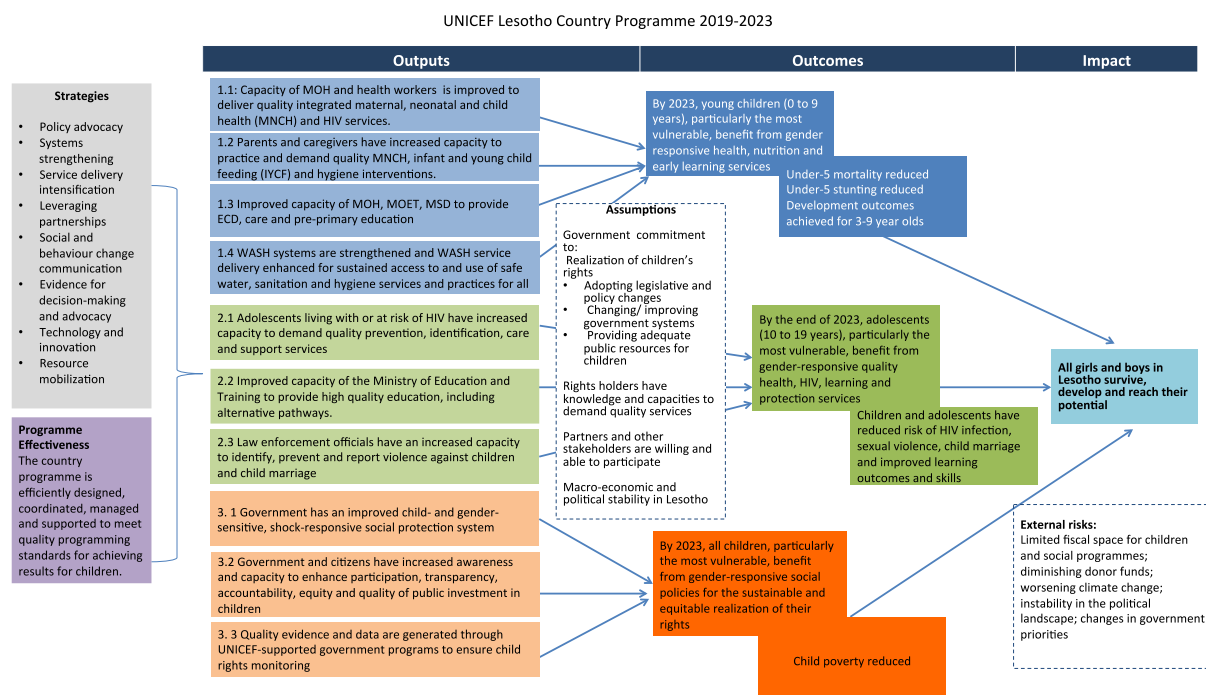 UNICEF Lesotho Country Programme 2019-2023
Outputs
Outcomes
Impact
Strategies
• Policy advocacy
• Systems
strengthening
• Service delivery
intensification
• Leveraging
partnerships
• Social and
behaviour change
communication
• Evidence for
decision-making
and advocacy
• Technology and
innovation
• Resource
mobilization
Programme
Effectiveness
The country
programme is
efficiently designed,
coordinated, managed
and supported to meet
quality programming
standards for achieving
results for children.
1.1: Capacity of MOH and health workers is improved to
deliver quality integrated maternal, neonatal and child
health (MNCH) and HIV services.
1.2 Parents and caregivers have increased capacity to
practice and demand quality MNCH, infant and young child
feeding (IYCF) and hygiene interventions.
1.3 Improved capacity of MOH, MOET, MSD to provide
ECD, care and pre-primary education
1.4 WASH systems are strengthened and WASH service
delivery enhanced for sustained access to and use of safe
water, sanitation and hygiene services and practices for all
2.1 Adolescents living with or at risk of HIV have increased
capacity to demand quality prevention, identification, care
and support services
2.2 Improved capacity of the Ministry of Education and
Training to provide high quality education, including
alternative pathways.
2.3 Law enforcement officials have an increased capacity
to identify, prevent and report violence against children
and child marriage
3. 1 Government has an improved child- and gender-
sensitive, shock-responsive social protection system
3.2 Government and citizens have increased awareness
and capacity to enhance participation, transparency,
accountability, equity and quality of public investment in
children
3. 3 Quality evidence and data are generated through
UNICEF-supported government programs to ensure child
rights monitoring
Assumptions
Government commitment
to:
Realization of children's
rights
• Adopting legislative and
policy changes
• Changing/ improving
government systems
• Providing adequate
public resources for
children
Rights holders have
knowledge and capacities to
demand quality services
Partners and other
stakeholders are willing and
able to participate
Macro-economic and
political stability in Lesotho
By 2023, young children (0 to 9
years), particularly the most
vulnerable, benefit from gender
responsive health, nutrition and
early learning services
Under-5 mortality reduced
Under-5 stunting reduced
Development outcomes
achieved for 3-9 year olds
By the end of 2023, adolescents
(10 to 19 years), particularly the
most vulnerable, benefit from
gender-responsive quality
health, HIV, learning and
protection services
Children and adolescents have
reduced risk of HIV infection,
sexual violence, child marriage
and improved learning
outcomes and skills
By 2023, all children, particularly
the most vulnerable, benefit
from gender-responsive social
policies for the sustainable and
equitable realization of their
rights
Child poverty reduced
All girls and boys in
Lesotho survive,
develop and reach their
potential
External risks:
Limited fiscal space for children
and social programmes;
diminishing donor funds;
worsening climate change;
instability in the political
landscape; changes in government
priorities